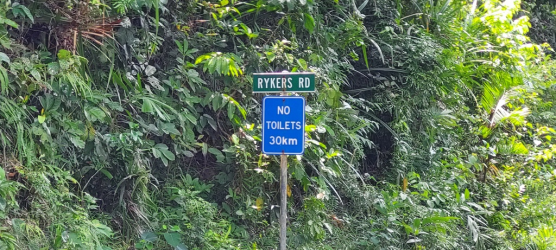 RYKERS RD
NO
TOILETS
30km